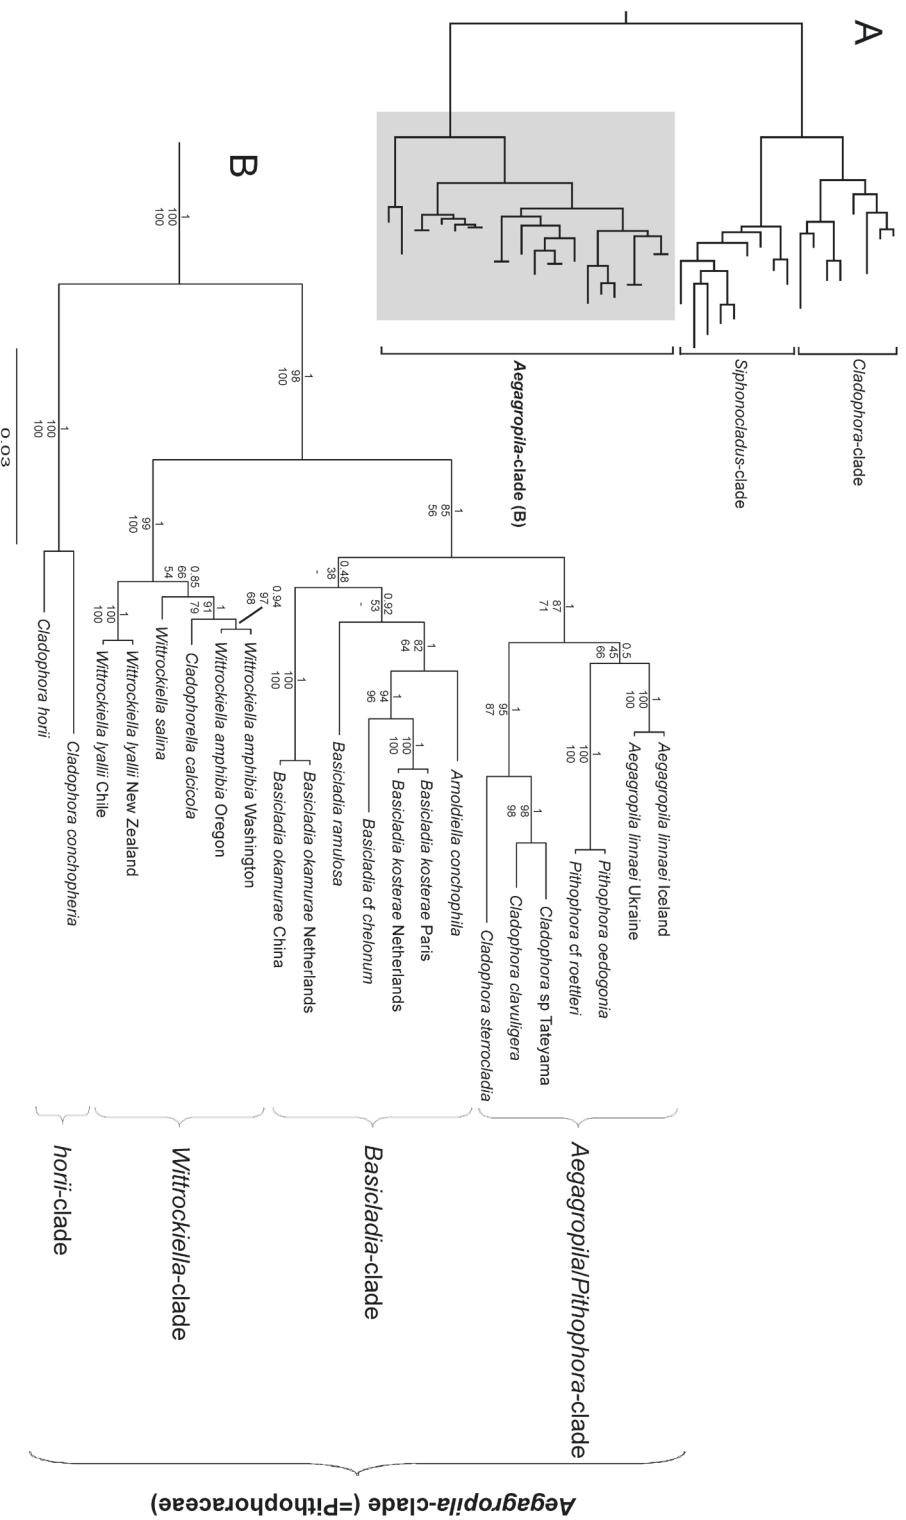 A
Cladophora-clade
Siphonocladus-clade
Aegagropila-clade (B)
B
1
100
100
1
98
100
1
85
56
1
87
71
0.5
45
66
1
100
100
Aegagropila linnaei Iceland
Aegagropila linnaei Ukraine
1
100
100
Pithophora oedogonia
Pithophora cf roettleri
1
95
87
1
98
98
Cladophora sp Tateyama
Cladophora clavuligera
Cladophora sterrocladia
0.48
38
-
0.92
53
-
1
82
64
Arnoldiella conchophila
1
94
96
1
100
100
Basicladia kosterae Paris
Basicladia kosterae Netherlands
Basicladia cf chelonum
Basicladia ramulosa
1
100
100
Basicladia okamurae Netherlands
Basicladia okamurae China
1
99
100
0.85
66
54
1
91
79
0.94
97
68
Wittrockiella amphibia Washington
Wittrockiella amphibia Oregon
Cladophorella calcicola
Wittrockiella salina
1
100
100
Wittrockiella lyallii New Zealand
Wittrockiella lyallii Chile
1
100
100
Cladophora conchopheria
Cladophora horii
0.03
Aegagropila/Pithophora-clade
Basicladia-clade
Wittrockiella-clade
horii-clade
Aegagropila-clade (=Pithophoraceae)